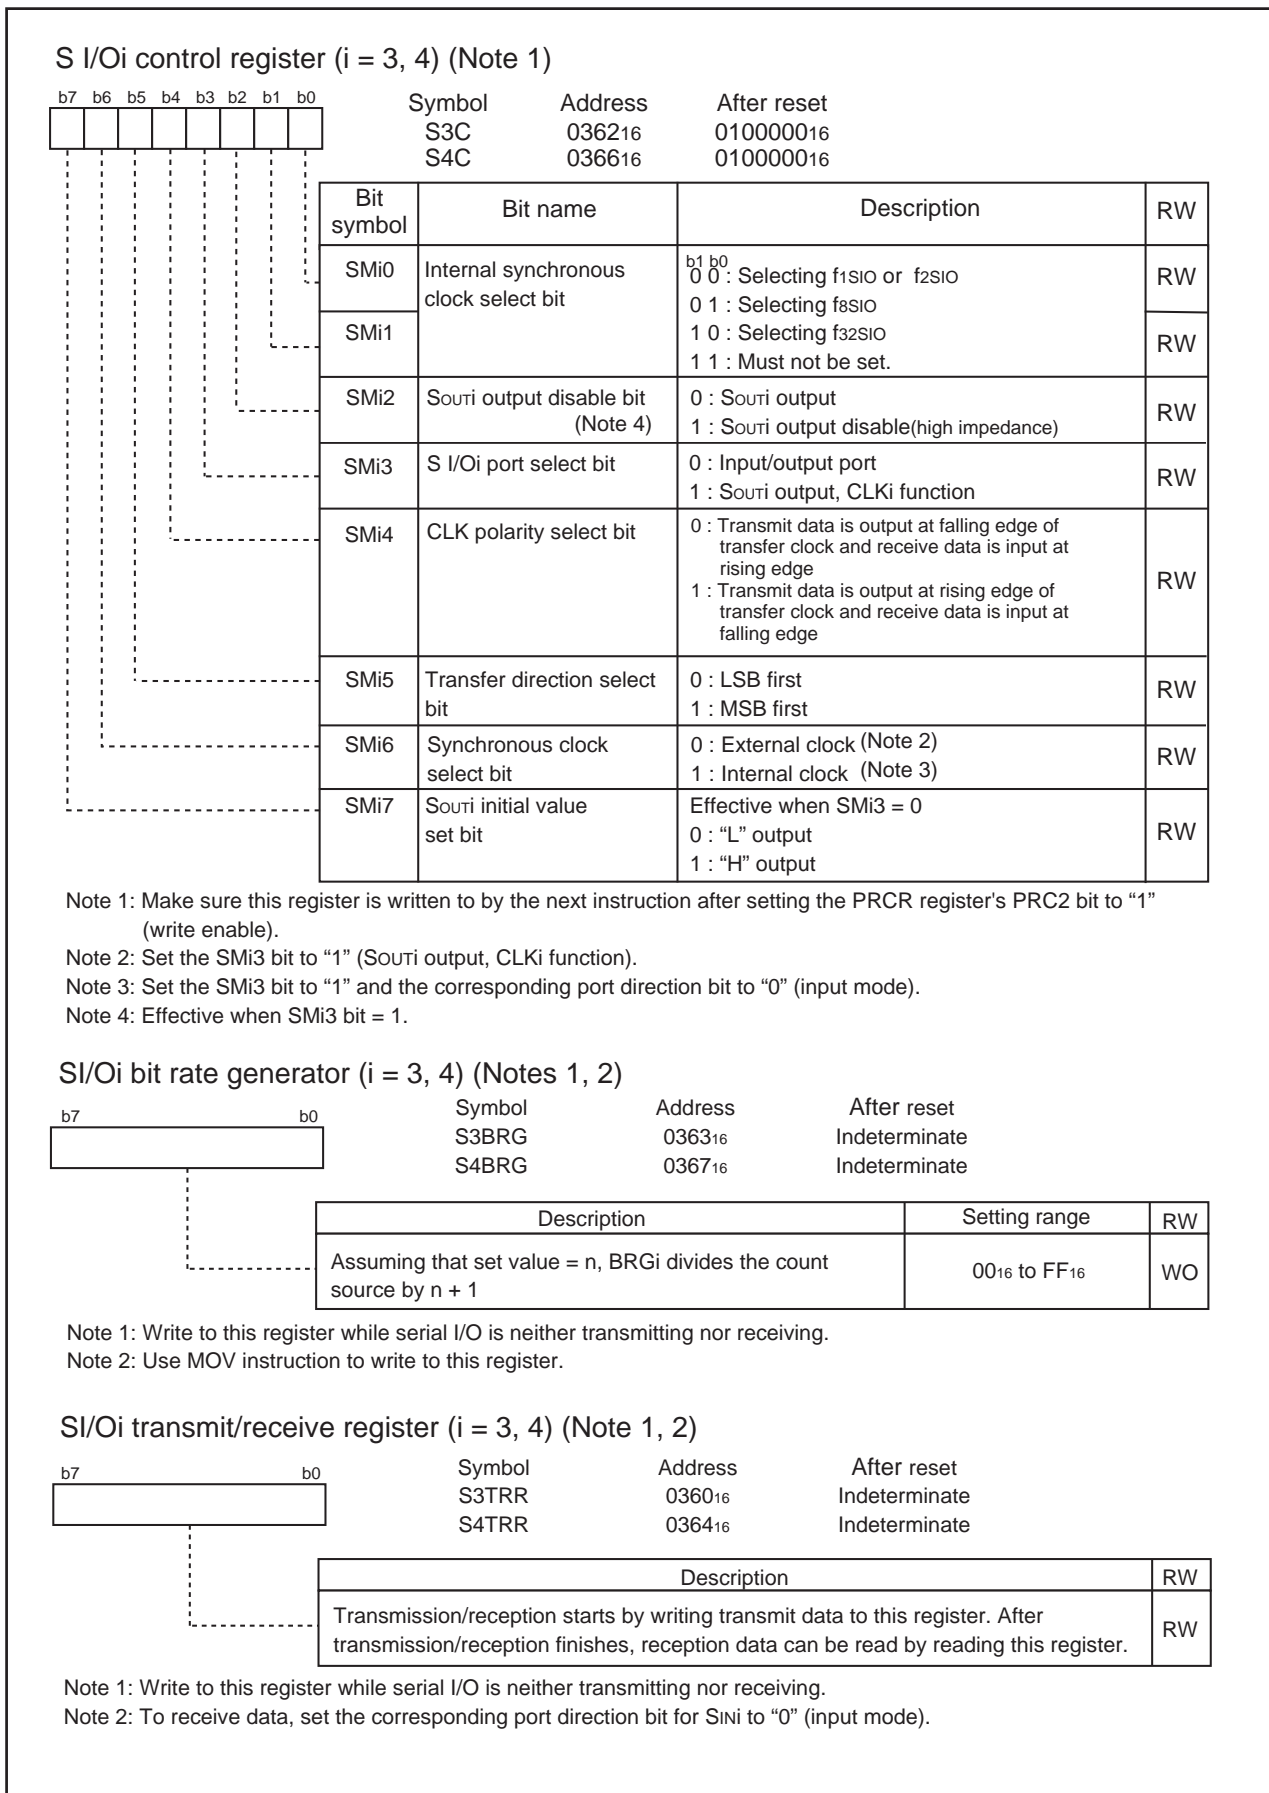 S I/Oi control register (i = 3, 4) (Note 1)
b7 b6 b5 b4 b3 b2 b1 b0
Symbol Address After reset
S3C 036216 0100000016
S4C 036616 0100000016
Bit symbol Bit name Description RW
SMi0 Internal synchronous clock select bit b1 b0
0 0 : Selecting f1SIO or f2SIO RW
0 1 : Selecting f8SIO
SMi1 1 0 : Selecting f32SIO RW
1 1 : Must not be set.
SMi2 SOUTi output disable bit 0 : SOUTi output RW
(Note 4) 1 : SOUTi output disable(high impedance)
SMi3 S I/Oi port select bit 0 : Input/output port RW
1 : SOUTi output, CLKi function
SMi4 CLK polarity select bit 0 : Transmit data is output at falling edge of
transfer clock and receive data is input at
rising edge
1 : Transmit data is output at rising edge of RW
transfer clock and receive data is input at
falling edge
SMi5 Transfer direction select 0 : LSB first RW
bit 1 : MSB first
SMi6 Synchronous clock 0 : External clock (Note 2) RW
select bit 1 : Internal clock (Note 3)
SMi7 SOUTi initial value Effective when SMi3 = 0
set bit 0 : “L” output RW
1 : “H” output
Note 1: Make sure this register is written to by the next instruction after setting the PRCR register's PRC2 bit to “1”
(write enable).
Note 2: Set the SMi3 bit to “1” (SOUTi output, CLKi function).
Note 3: Set the SMi3 bit to “1” and the corresponding port direction bit to “0” (input mode).
Note 4: Effective when SMi3 bit = 1.
SI/Oi bit rate generator (i = 3, 4) (Notes 1, 2)
b7 b0 Symbol Address After reset
S3BRG 036316 Indeterminate
S4BRG 036716 Indeterminate
Description Setting range RW
Assuming that set value = n, BRGi divides the count 0016 to FF16 WO
source by n + 1
Note 1: Write to this register while serial I/O is neither transmitting nor receiving.
Note 2: Use MOV instruction to write to this register.
SI/Oi transmit/receive register (i = 3, 4) (Note 1, 2)
b7 b0 Symbol Address After reset
S3TRR 036016 Indeterminate
S4TRR 036416 Indeterminate
Description RW
Transmission/reception starts by writing transmit data to this register. After RW
transmission/reception finishes, reception data can be read by reading this register.
Note 1: Write to this register while serial I/O is neither transmitting nor receiving.
Note 2: To receive data, set the corresponding port direction bit for SINi to “0” (input mode).